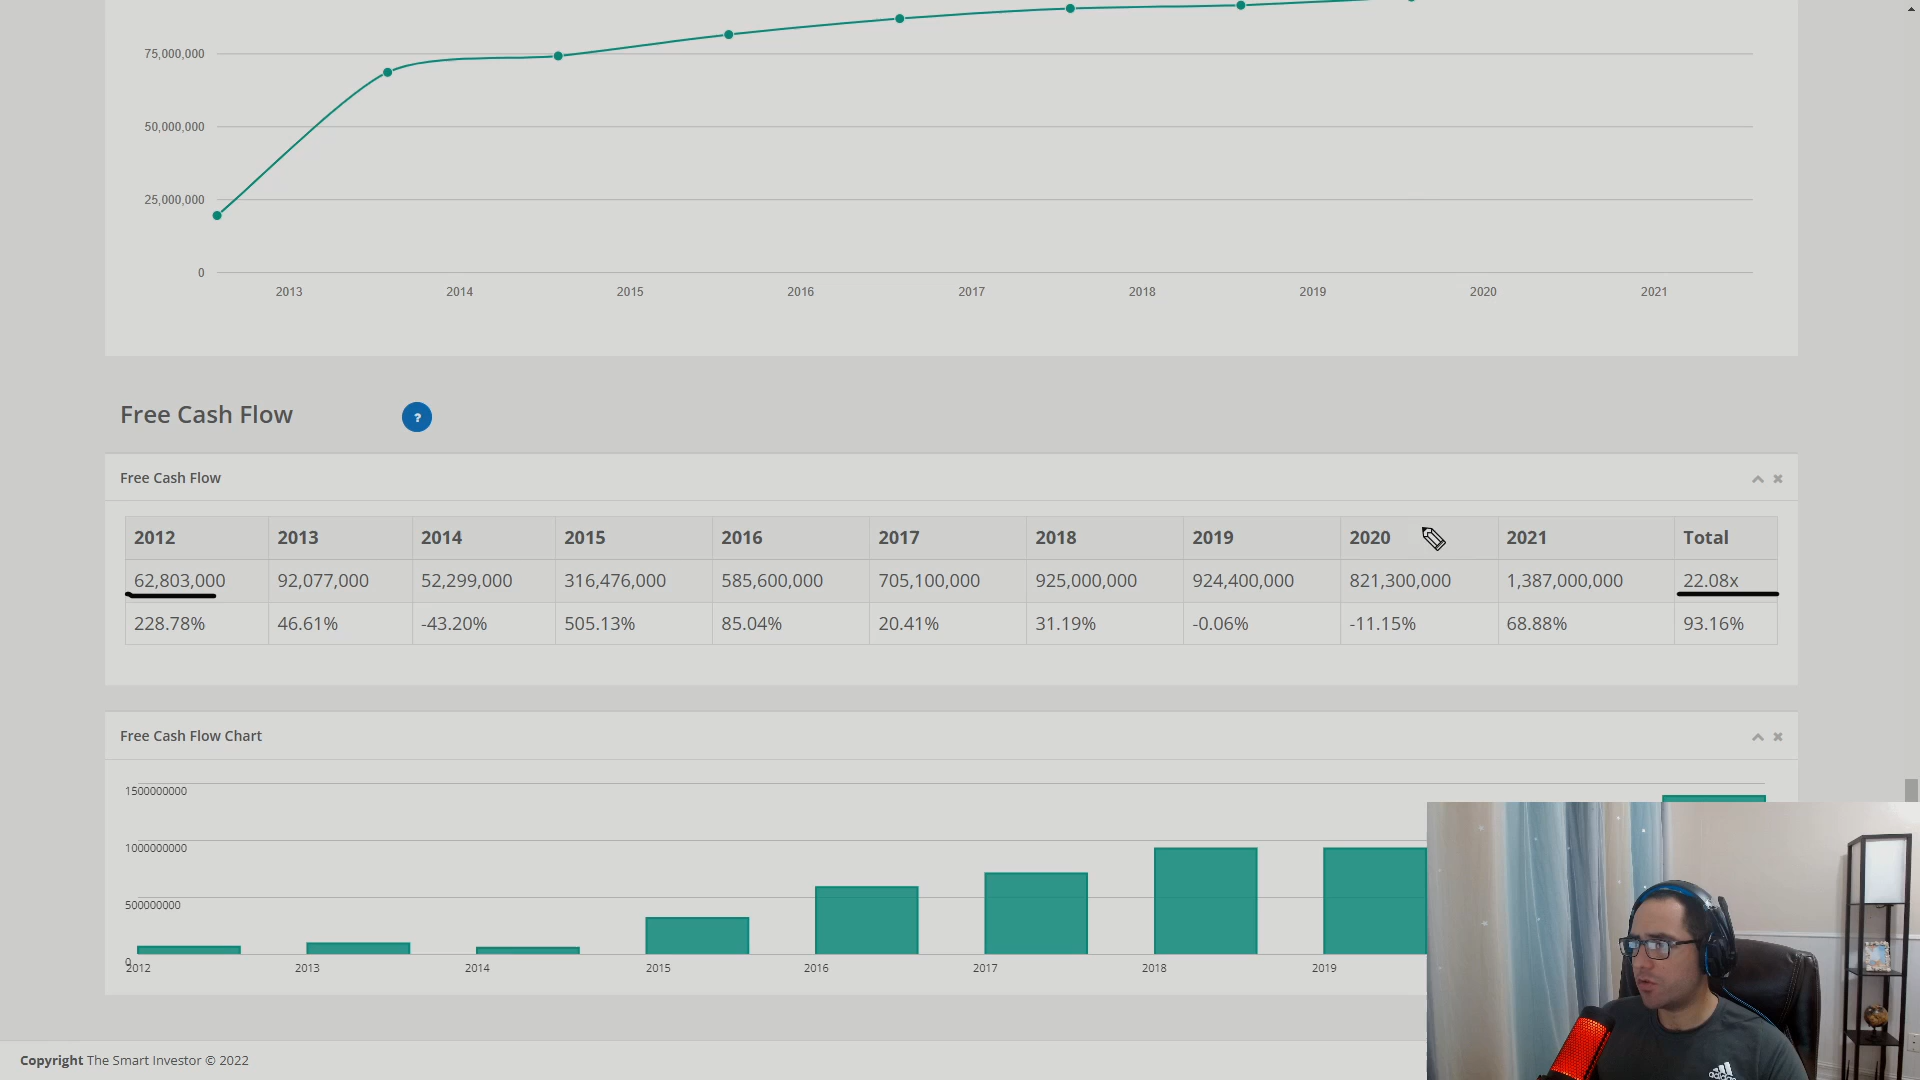 75,000,000
50,000,000
25,000,000
0
2013 2014 2015 2016 2017 2018 2019 2020 2021
Free Cash Flow ?
Free Cash Flow
2012 2013 2014 2015 2016 2017 2018 2019 2020 2021 Total
62,803,000 92,077,000 52,299,000 316,476,000 585,600,000 705,100,000 925,000,000 924,400,000 821,300,000 1,387,000,000 22.08x
228.78% 46.61% -43.20% 505.13% 85.04% 20.41% 31.19% -0.06% -11.15% 68.88% 93.16%
Free Cash Flow Chart
1500000000
1000000000
500000000
0
2012 2013 2014 2015 2016 2017 2018 2019
Copyright The Smart Investor © 2022
adidas